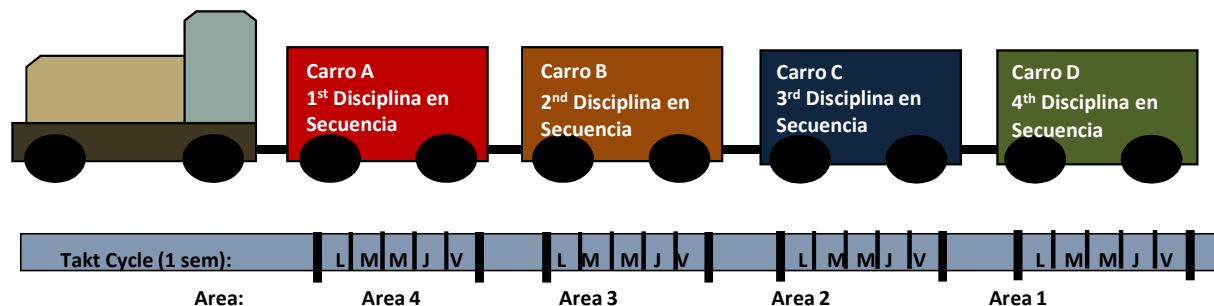 Carro A
1st Disciplina en
Secuencia
Carro B
2nd Disciplina en
Secuencia
Carro C
3rd Disciplina en
Secuencia
Carro D
4th Disciplina en
Secuencia
Takt Cycle (1 sem): L M M J V L M M J V L M M J V L M M J V
Area: Area 4 Area 3 Area 2 Area 1